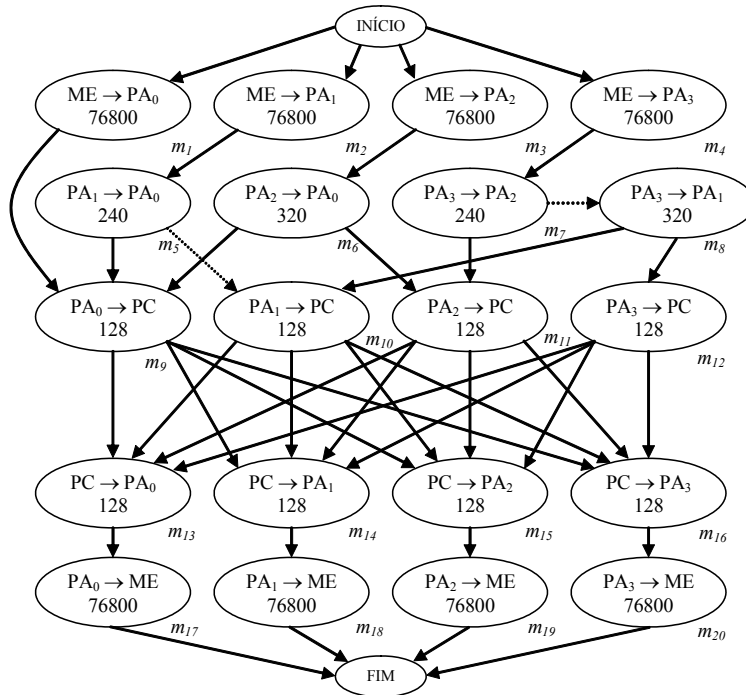 INÍCIO
ME → PA₀
76800
m₁
ME → PA₁
76800
m₂
ME → PA₂
76800
m₃
ME → PA₃
76800
m₄
PA₁ → PA₀
240
m₅
PA₂ → PA₀
320
m₆
PA₃ → PA₂
240
m₇
PA₃ → PA₁
320
m₈
PA₀ → PC
128
m₉
PA₁ → PC
128
m₁₀
PA₂ → PC
128
m₁₁
PA₃ → PC
128
m₁₂
PC → PA₀
128
m₁₃
PC → PA₁
128
m₁₄
PC → PA₂
128
m₁₅
PC → PA₃
128
m₁₆
PA₀ → ME
76800
m₁₇
PA₁ → ME
76800
m₁₈
PA₂ → ME
76800
m₁₉
PA₃ → ME
76800
m₂₀
FIM